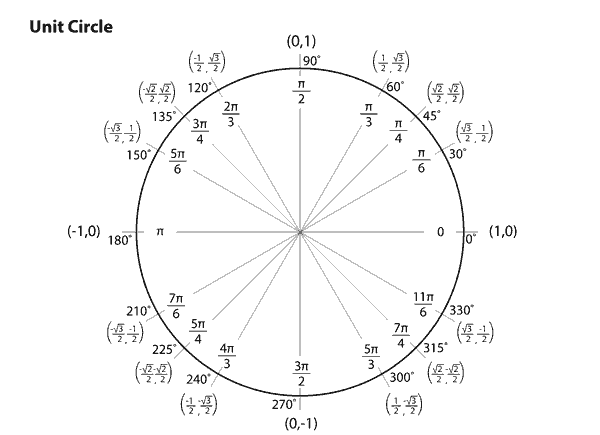 Unit Circle
(0,1)
90°
π/2
(-1/2, √3/2)
120°
2π/3
(1/2, √3/2)
60°
π/3
(-√2/2, √2/2)
135°
3π/4
(√2/2, √2/2)
45°
π/4
(-√3/2, 1/2)
150°
5π/6
(√3/2, 1/2)
30°
π/6
(-1,0)
180°
π
0
0°
(1,0)
7π/6
210°
(-√3/2, -1/2)
11π/6
330°
(√3/2, -1/2)
5π/4
225°
(-√2/2, -√2/2)
7π/4
315°
(√2/2, -√2/2)
4π/3
240°
(-1/2, -√3/2)
5π/3
300°
(1/2, -√3/2)
3π/2
270°
(0,-1)